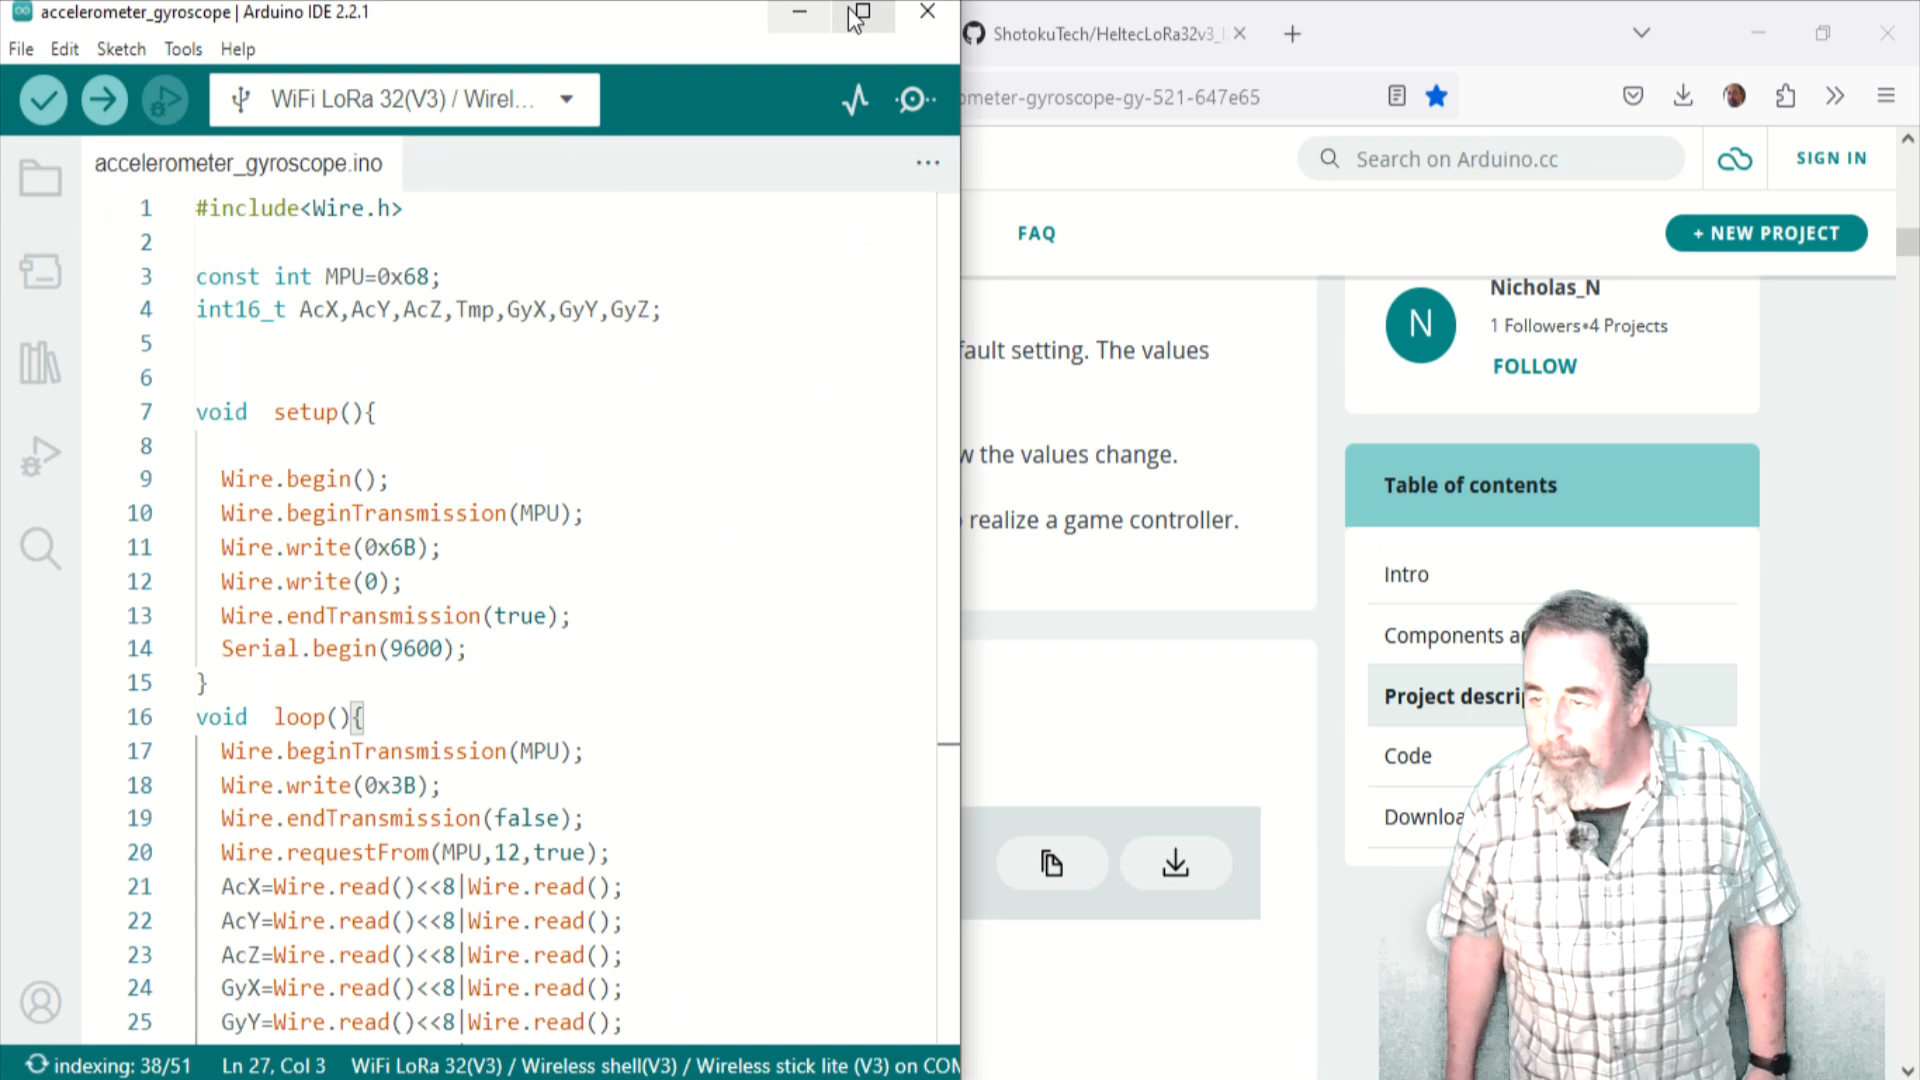 accelerometer_gyroscope | Arduino IDE 2.2.1
File Edit Sketch Tools Help
WiFi LoRa 32(V3) / Wirel...
accelerometer_gyroscope.ino
1 #include<Wire.h>
2
3 const int MPU=0x68;
4 int16_t AcX,AcY,AcZ,Tmp,GyX,GyY,GyZ;
5
6
7 void setup(){
8
9 Wire.begin();
10 Wire.beginTransmission(MPU);
11 Wire.write(0x6B);
12 Wire.write(0);
13 Wire.endTransmission(true);
14 Serial.begin(9600);
15 }
16 void loop(){
17 Wire.beginTransmission(MPU);
18 Wire.write(0x3B);
19 Wire.endTransmission(false);
20 Wire.requestFrom(MPU,12,true);
21 AcX=Wire.read()<<8|Wire.read();
22 AcY=Wire.read()<<8|Wire.read();
23 AcZ=Wire.read()<<8|Wire.read();
24 GyX=Wire.read()<<8|Wire.read();
25 GyY=Wire.read()<<8|Wire.read();
indexing: 38/51 Ln 27, Col 3 WiFi LoRa 32(V3) / Wireless shell(V3) / Wireless stick lite (V3) on COM
ShotokuTech/HeltecLoRa32v3_
ometer-gyroscope-gy-521-647e65
Search on Arduino.cc
SIGN IN
FAQ
+ NEW PROJECT
fault setting. The values
w the values change.
realize a game controller.
N
Nicholas_N
1 Followers•4 Projects
FOLLOW
Table of contents
Intro
Components a
Project descri
Code
Downloa